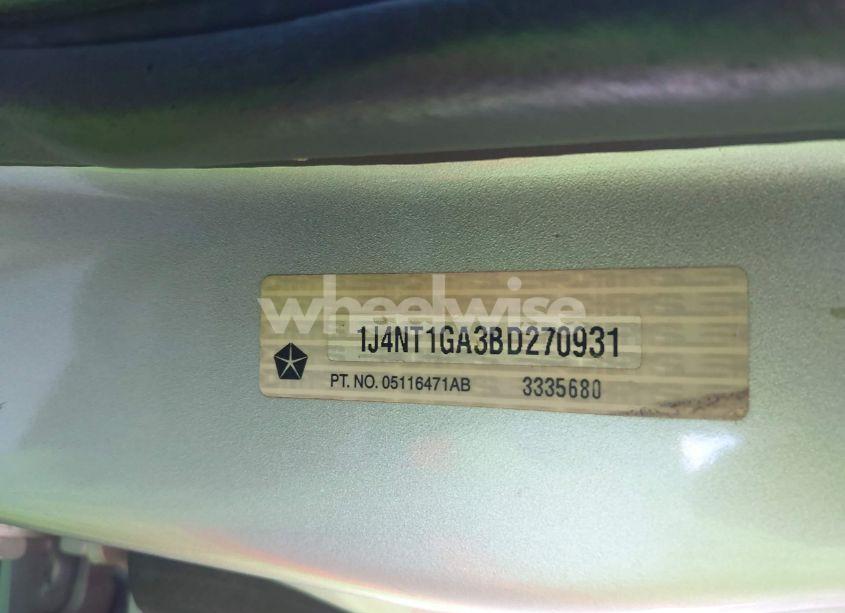 wheelwise
1J4NT1GA3BD270931
PT. NO. 05116471AB 3335680